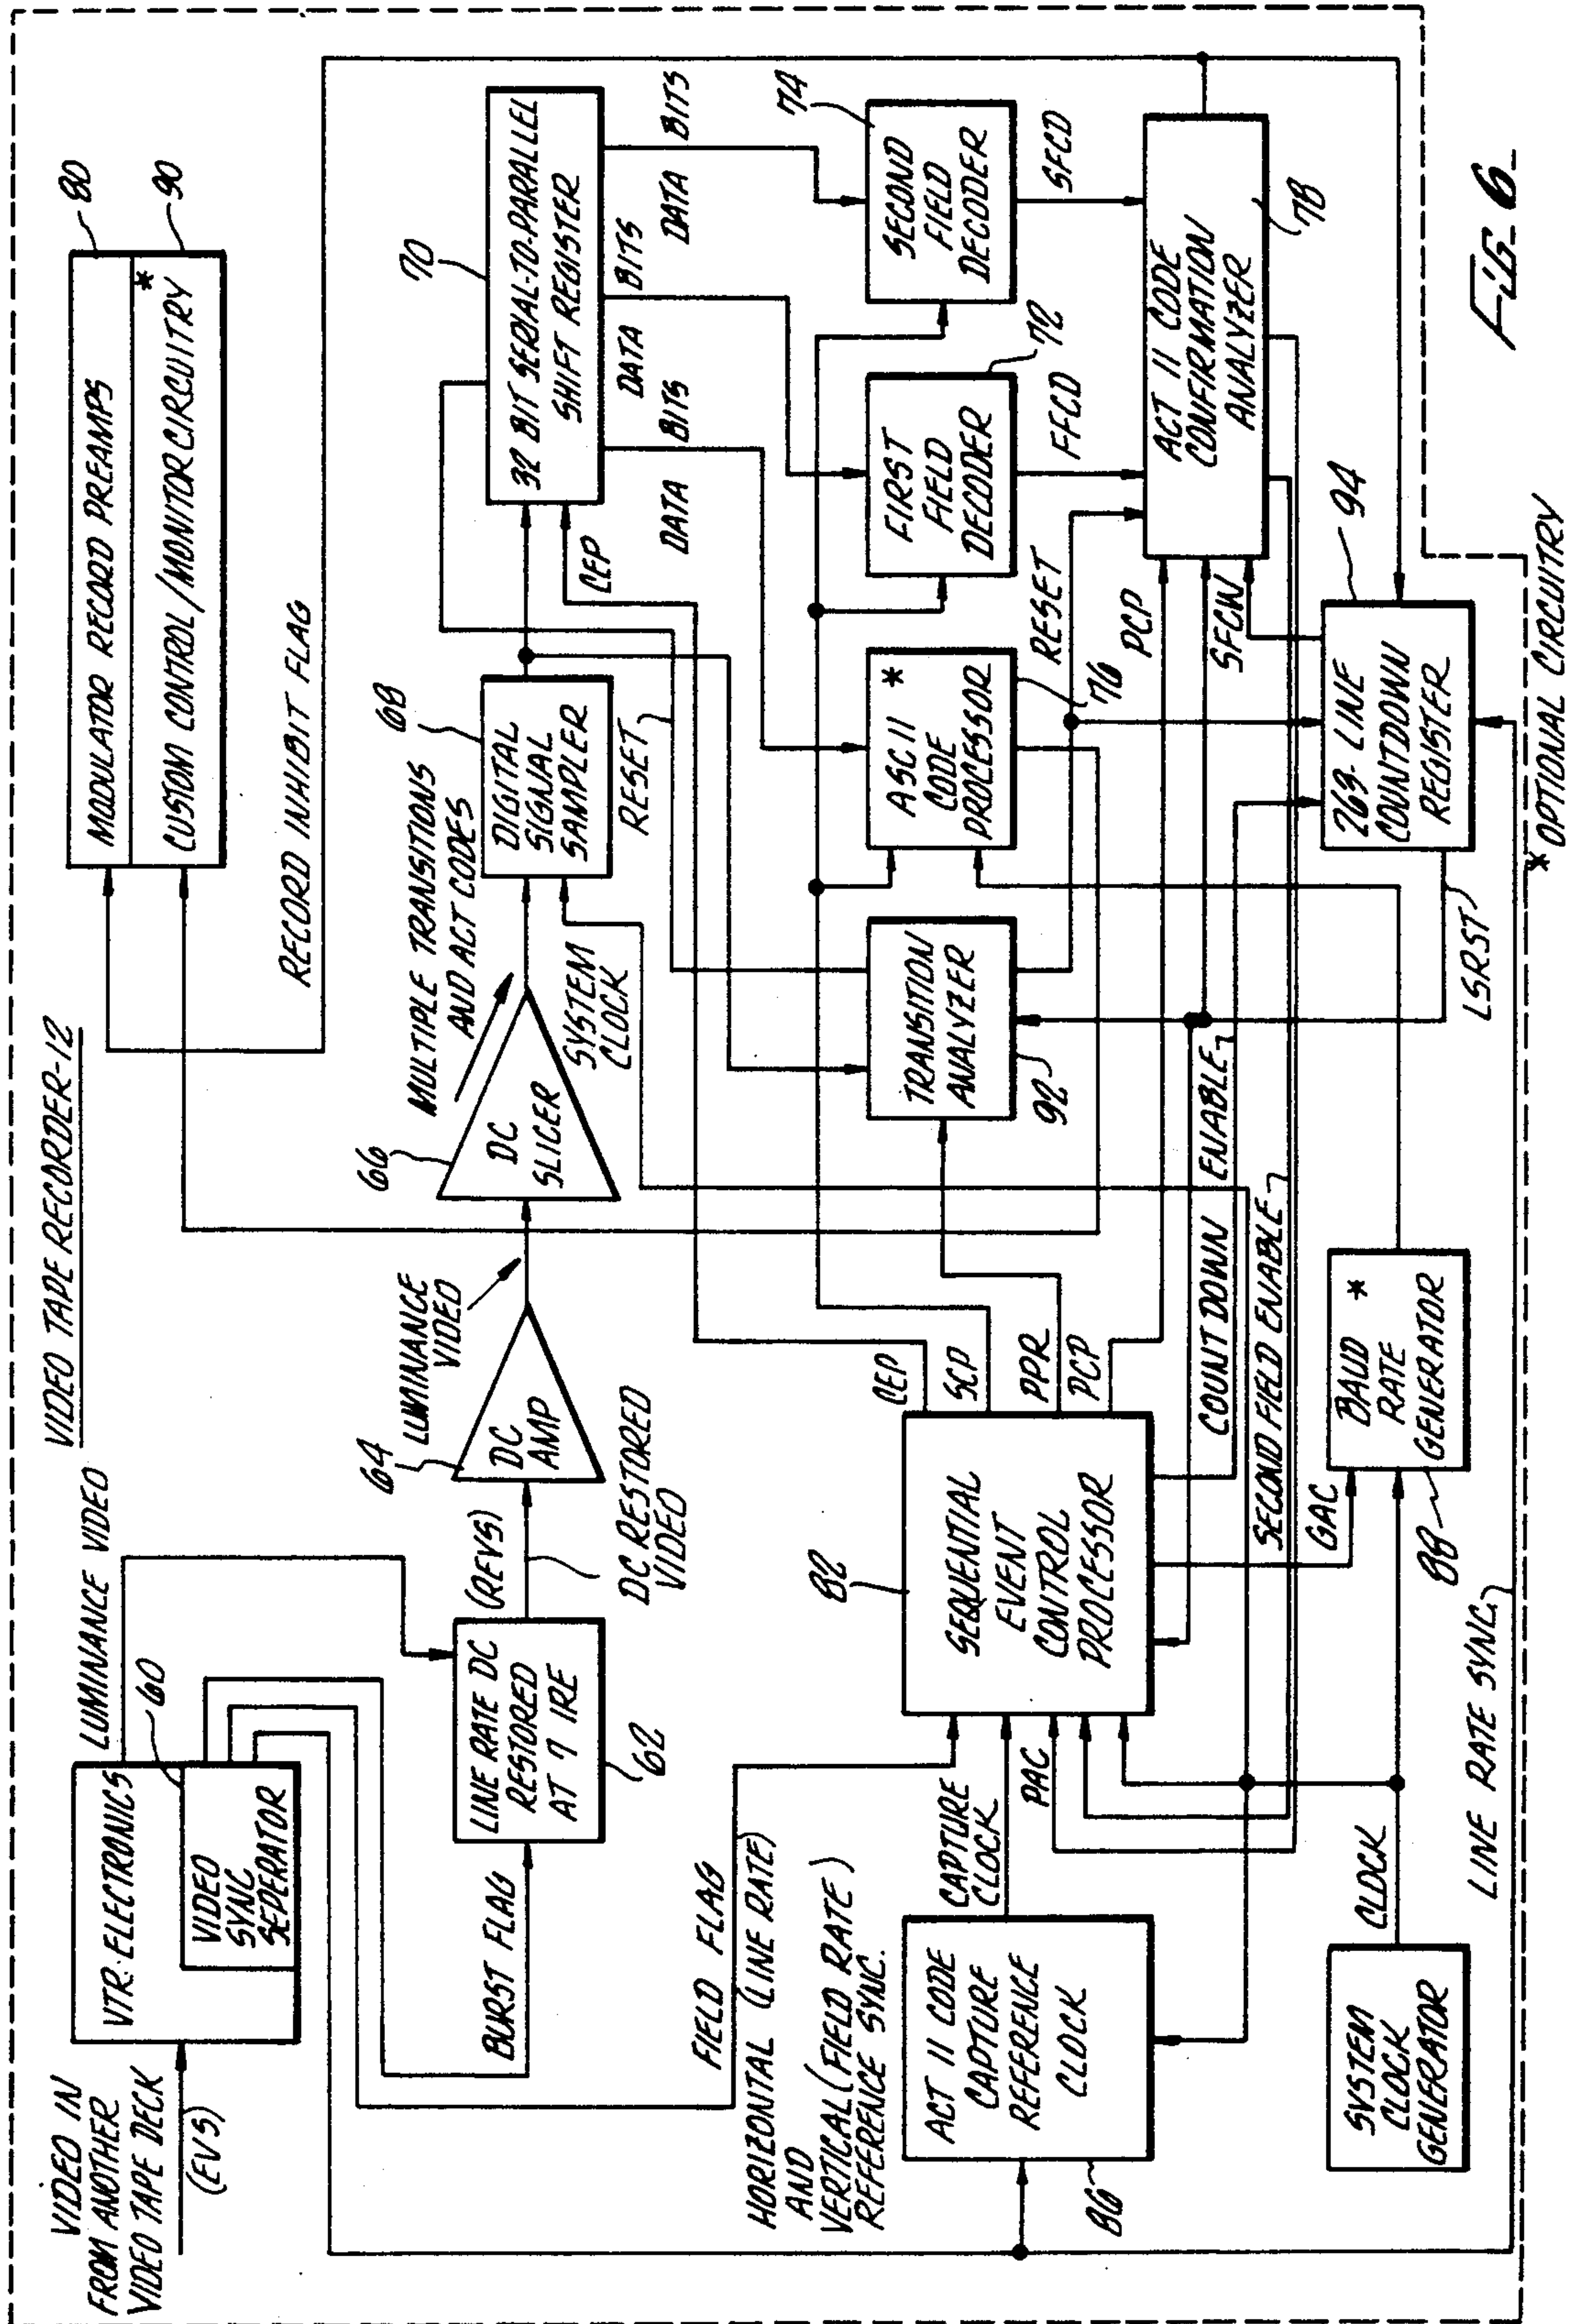 VIDEO TAPE RECORDER-12
VIDEO IN
FROM ANOTHER
VIDEO TAPE DECK
(EVS)
VTR. ELECTRONICS
VIDEO
SYNC
SEPERATOR
60
LUMINANCE VIDEO
MODULATOR RECORD PREAMPS
80
CUSTOM CONTROL/MONITOR CIRCUITRY
*
90
RECORD INHIBIT FLAG
BURST FLAG
LINE RATE DC
RESTORED
AT 7 IRE
62
(REVS)
DC RESTORED
VIDEO
64
DC
AMP
LUMINANCE
VIDEO
66
DC
SLICER
MULTIPLE TRANSITIONS
AND ACT CODES
SYSTEM
CLOCK
68
DIGITAL
SIGNAL
SAMPLER
RESET
CEP
70
32 BIT SERIAL-TO-PARALLEL
SHIFT REGISTER
DATA BITS
DATA BITS
DATA BITS
FIELD FLAG
HORIZONTAL (LINE RATE)
AND
VERTICAL (FIELD RATE)
REFERENCE SYNC.
CAPTURE
CLOCK
PAC
82
SEQUENTIAL
EVENT
CONTROL
PROCESSOR
CEP
SCP
PPR
PCP
TRANSITION
ANALYZER
92
ASCII *
CODE
PROCESSOR
76
FIRST
FIELD
DECODER
72
SECOND
FIELD
DECODER
74
RESET
FFCD
SFCD
PCP
SFCW
ACT II CODE
CONFIRMATION
ANALYZER
78
ACT II CODE
CAPTURE
REFERENCE
CLOCK
86
COUNT DOWN ENABLE
SECOND FIELD ENABLE
GAC
BAUD *
RATE
GENERATOR
88
LSRST
263-LINE
COUNTDOWN
REGISTER
94
SYSTEM
CLOCK
GENERATOR
CLOCK
LINE RATE SYNC.
* OPTIONAL CIRCUITRY
FIG. 6.